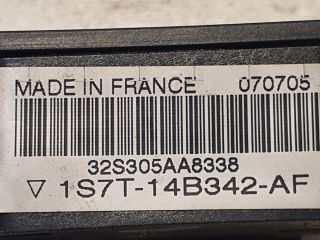 MADE IN FRANCE 070705
32S305AA8338
▽ 1S7T-14B342-AF